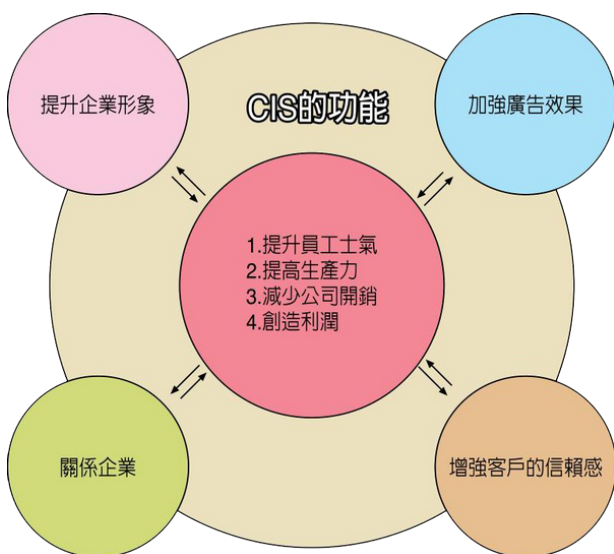 CIS的功能
提升企業形象
加強廣告效果
1.提升員工士氣
2.提高生產力
3.減少公司開銷
4.創造利潤
關係企業
增強客戶的信賴感